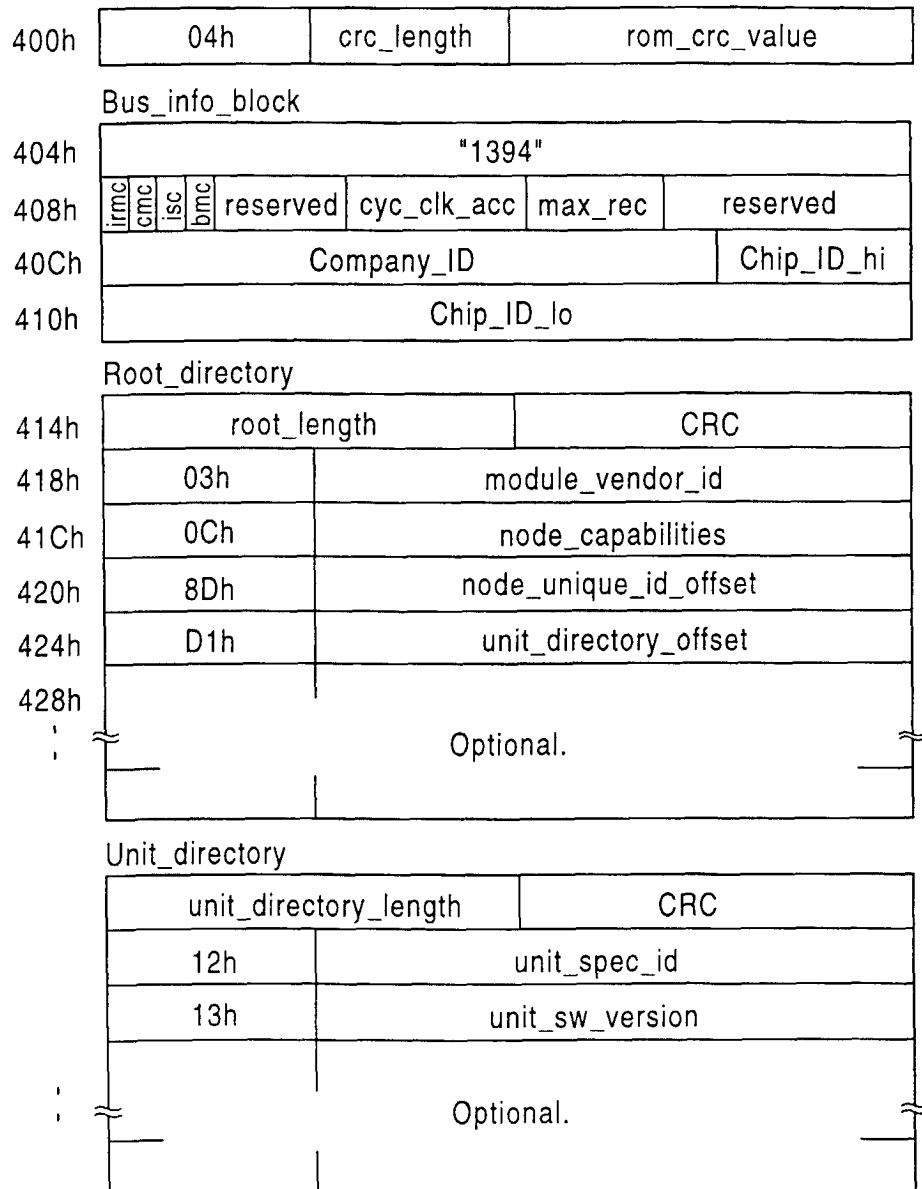 400h 04h crc_length rom_crc_value
Bus_info_block
404h "1394"
408h irmc cmc isc bmc reserved cyc_clk_acc max_rec reserved
40Ch Company_ID Chip_ID_hi
410h Chip_ID_lo
Root_directory
414h root_length CRC
418h 03h module_vendor_id
41Ch 0Ch node_capabilities
420h 8Dh node_unique_id_offset
424h D1h unit_directory_offset
428h
Optional.
Unit_directory
unit_directory_length CRC
12h unit_spec_id
13h unit_sw_version
Optional.